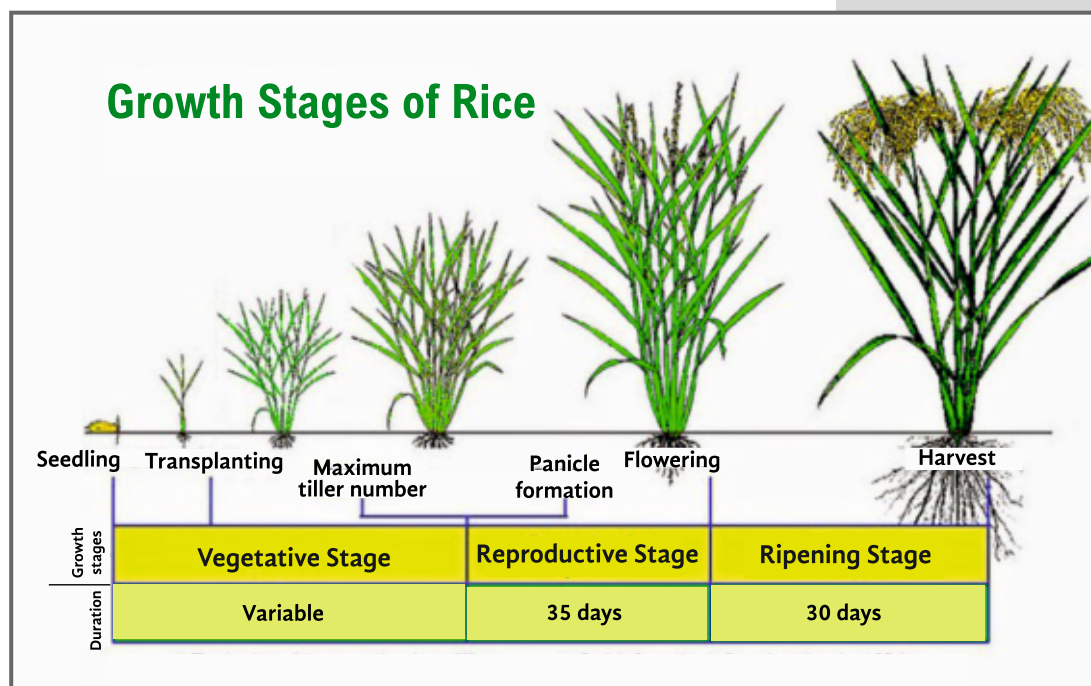 Growth Stages of Rice
Seedling
Transplanting
Maximum
tiller number
Panicle
formation
Flowering
Harvest
Growth
stages
Vegetative Stage
Reproductive Stage
Ripening Stage
Duration
Variable
35 days
30 days